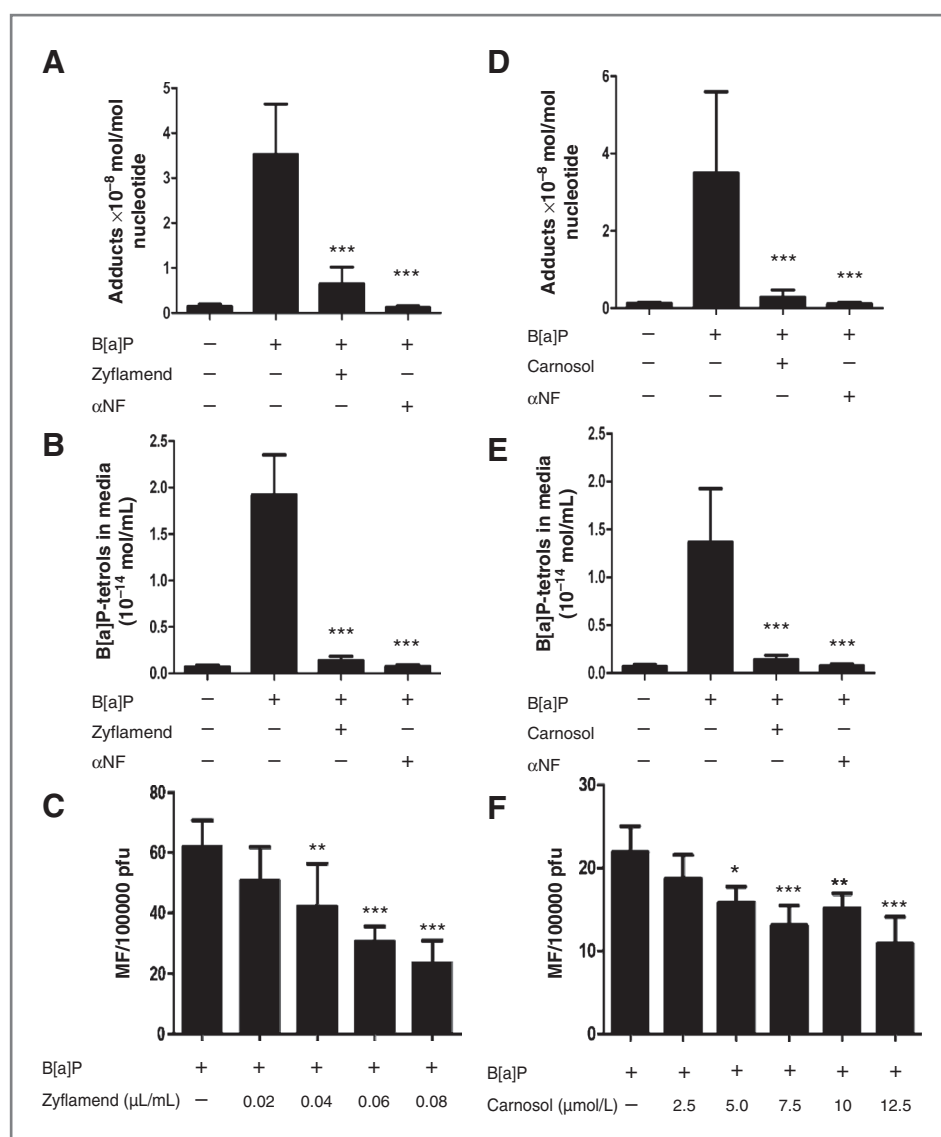 A
Adducts ×10⁻⁸ mol/mol
nucleotide
5
4
3
2
1
0
***
***
B[a]P − + + +
Zyflamend − − + −
αNF − − − +
B
B[a]P-tetrols in media
(10⁻¹⁴ mol/mL)
2.5
2.0
1.5
1.0
0.5
0.0
***
***
B[a]P − + + +
Zyflamend − − + −
αNF − − − +
C
MF/100000 pfu
80
60
40
20
0
**
***
***
B[a]P + + + + +
Zyflamend (μL/mL) − 0.02 0.04 0.06 0.08
D
Adducts ×10⁻⁸ mol/mol
nucleotide
6
4
2
0
***
***
B[a]P − + + +
Carnosol − − + −
αNF − − − +
E
B[a]P-tetrols in media
(10⁻¹⁴ mol/mL)
2.5
2.0
1.5
1.0
0.5
0.0
***
***
B[a]P − + + +
Carnosol − − + −
αNF − − − +
F
MF/100000 pfu
30
20
10
0
*
***
**
***
B[a]P + + + + + +
Carnosol (μmol/L) − 2.5 5.0 7.5 10 12.5